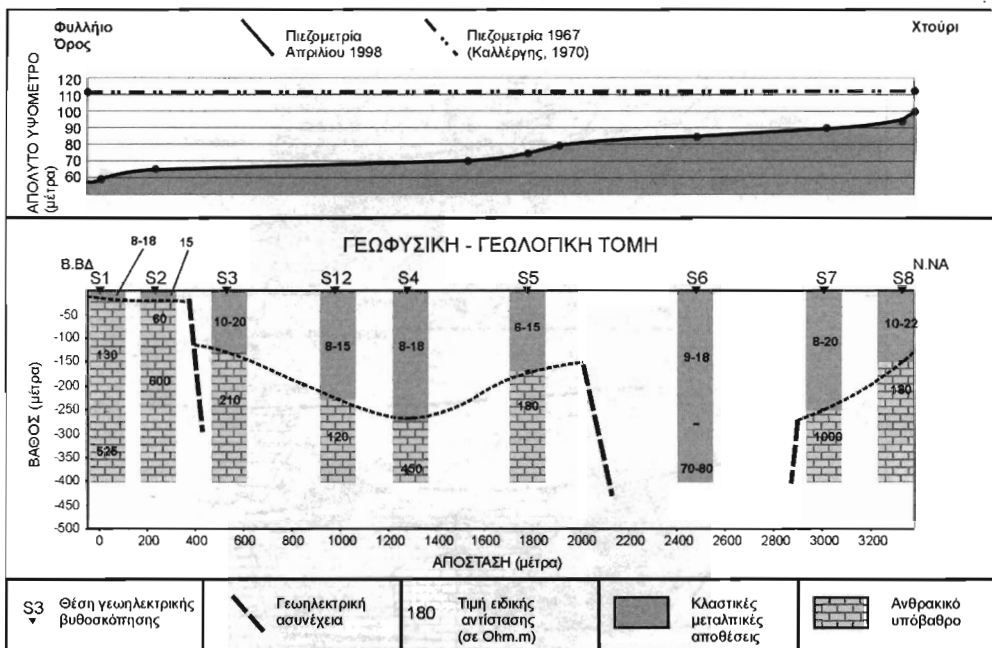 Φυλλήιο
Όρος
Πιεζομετρία
Απριλίου 1998
Πιεζομετρία 1967
(Καλλέργης, 1970)
Χτούρι
ΑΠΟΛΥΤΟ ΥΨΟΜΕΤΡΟ
(μέτρα)
120
110
100
90
80
70
60
ΓΕΩΦΥΣΙΚΗ - ΓΕΩΛΟΓΙΚΗ ΤΟΜΗ
8-18
15
Β.ΒΔ
Ν.ΝΑ
S1
S2
S3
S12
S4
S5
S6
S7
S8
ΒΑΘΟΣ (μέτρα)
-50
-100
-150
-200
-250
-300
-350
-400
-450
-500
130
525
60
600
10-20
210
8-15
120
8-18
450
6-15
180
9-18
-
70-80
8-20
1000
10-22
180
0
200
400
600
800
1000
1200
1400
1600
1800
2000
2200
2400
2600
2800
3000
3200
ΑΠΟΣΤΑΣΗ (μέτρα)
S3
Θέση γεωηλεκτρικής
βυθοσκόπησης
Γεωηλεκτρική
ασυνέχεια
180
Τιμή ειδικής
αντίστασης
(σε Ohm.m)
Κλαστικές
μεταλπικές
αποθέσεις
Ανθρακικό
υπόβαθρο